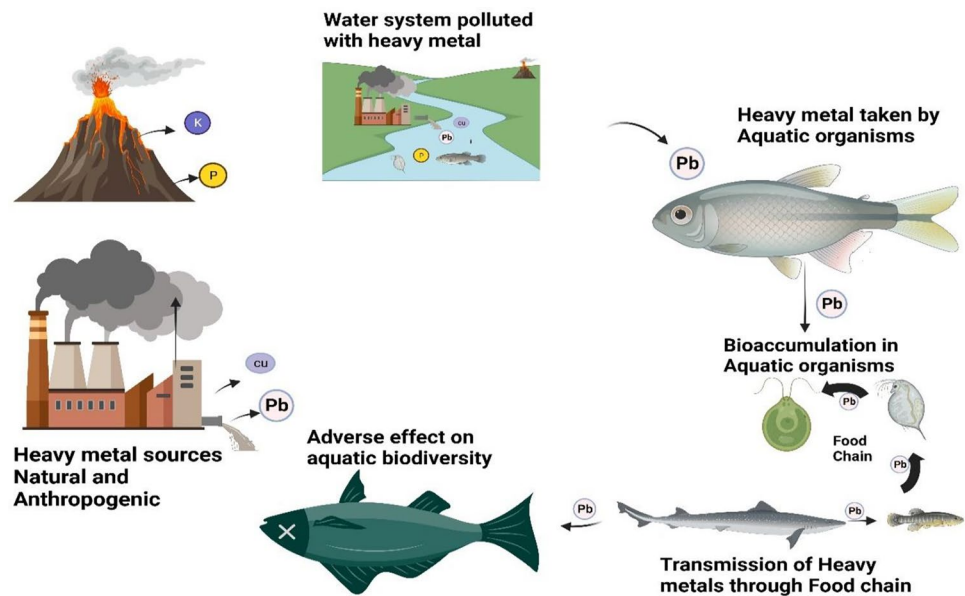 Water system polluted
with heavy metal
K
P
cu
Pb
P
Heavy metal taken by
Aquatic organisms
Pb
Pb
Bioaccumulation in
Aquatic organisms
Pb
Food
Chain
Pb
cu
Pb
Heavy metal sources
Natural and
Anthropogenic
Adverse effect on
aquatic biodiversity
Pb
Pb
Transmission of Heavy
metals through Food chain